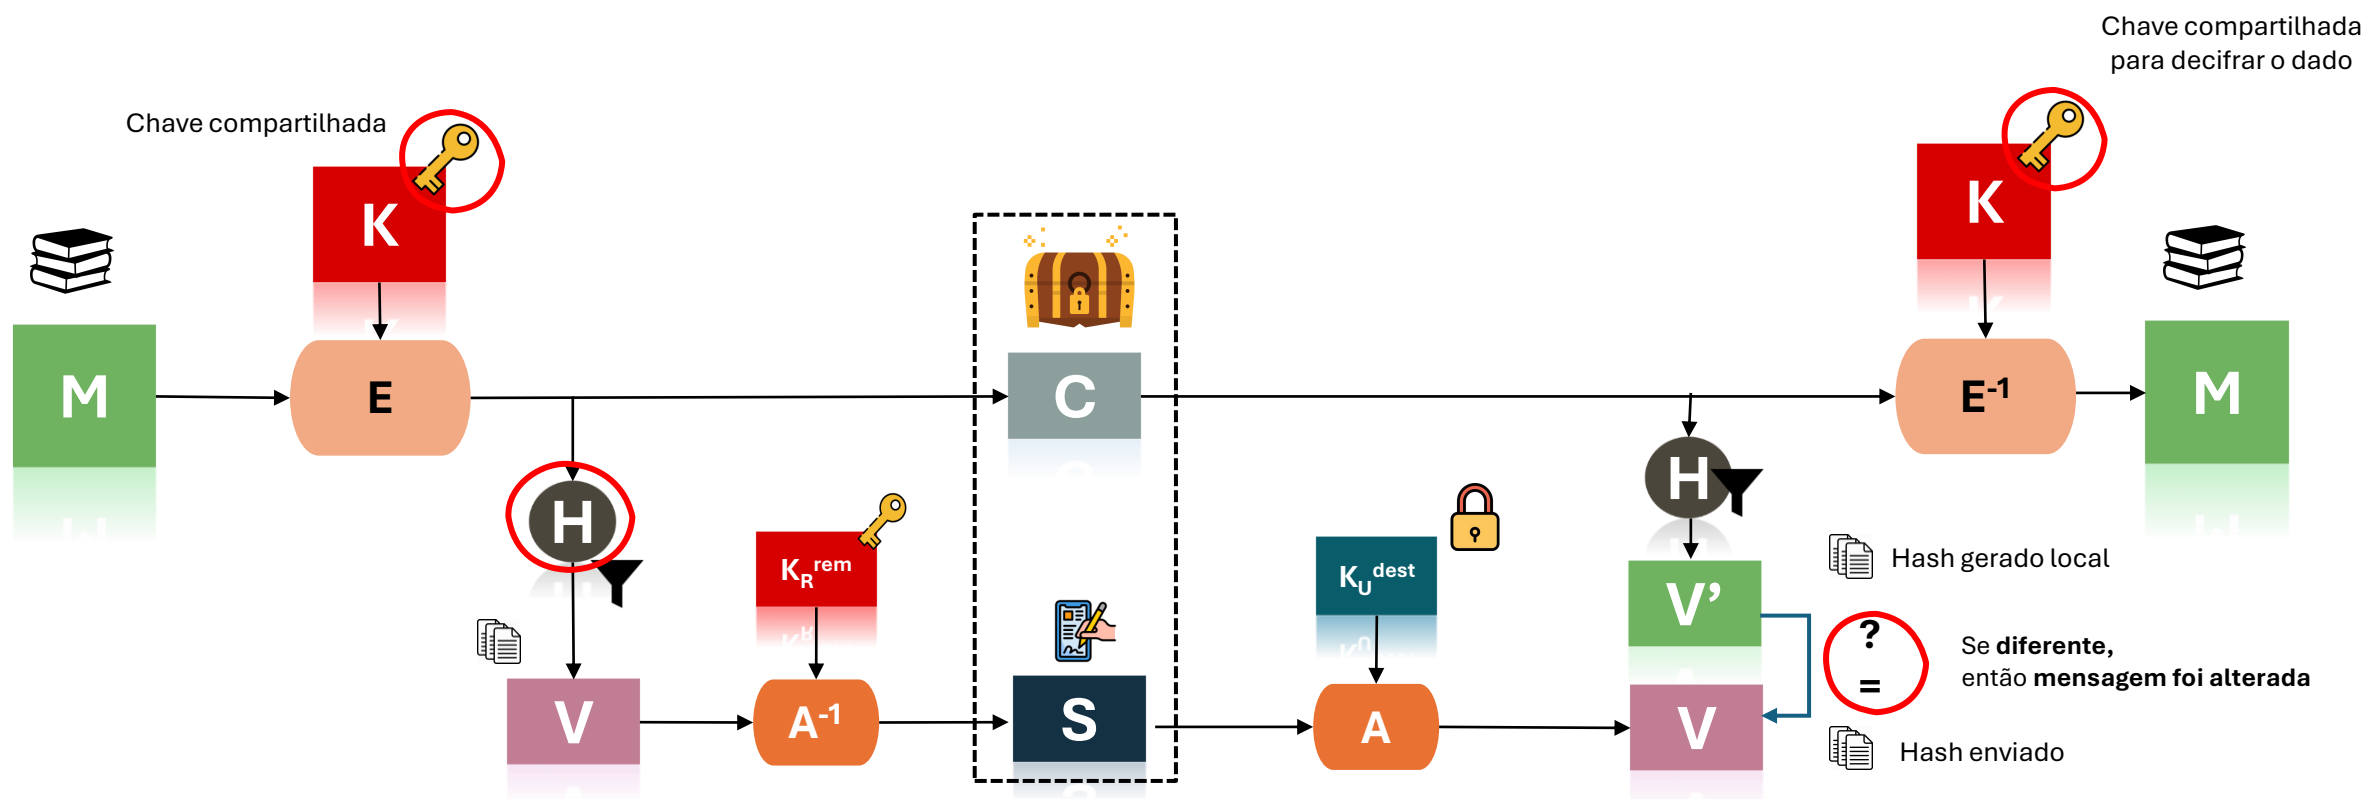 Chave compartilhada
para decifrar o dado
Chave compartilhada
K
K
M
E
C
E-1
M
H
H
KRrem
KUdest
Hash gerado local
V’
?
=
Se diferente,
então mensagem foi alterada
V
A-1
S
A
V
Hash enviado